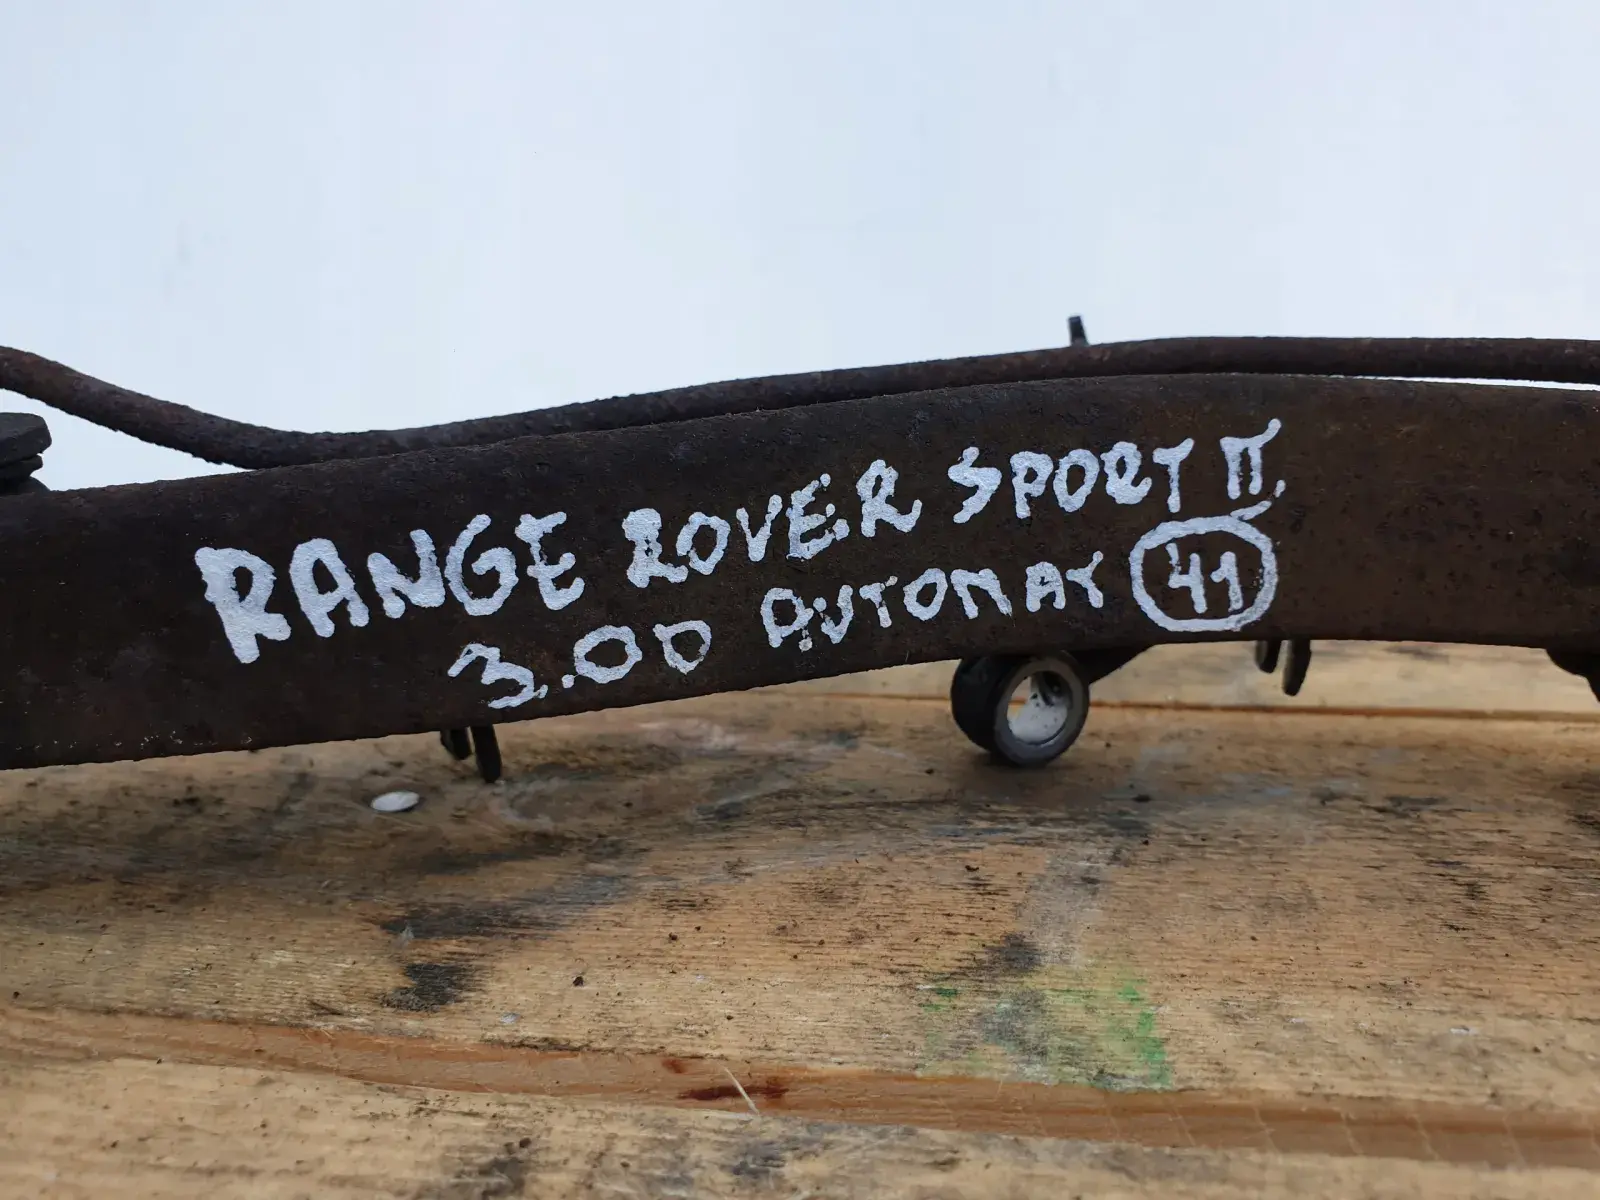 RANGE ROVER SPORT II
3.0D AUTOMAT 41